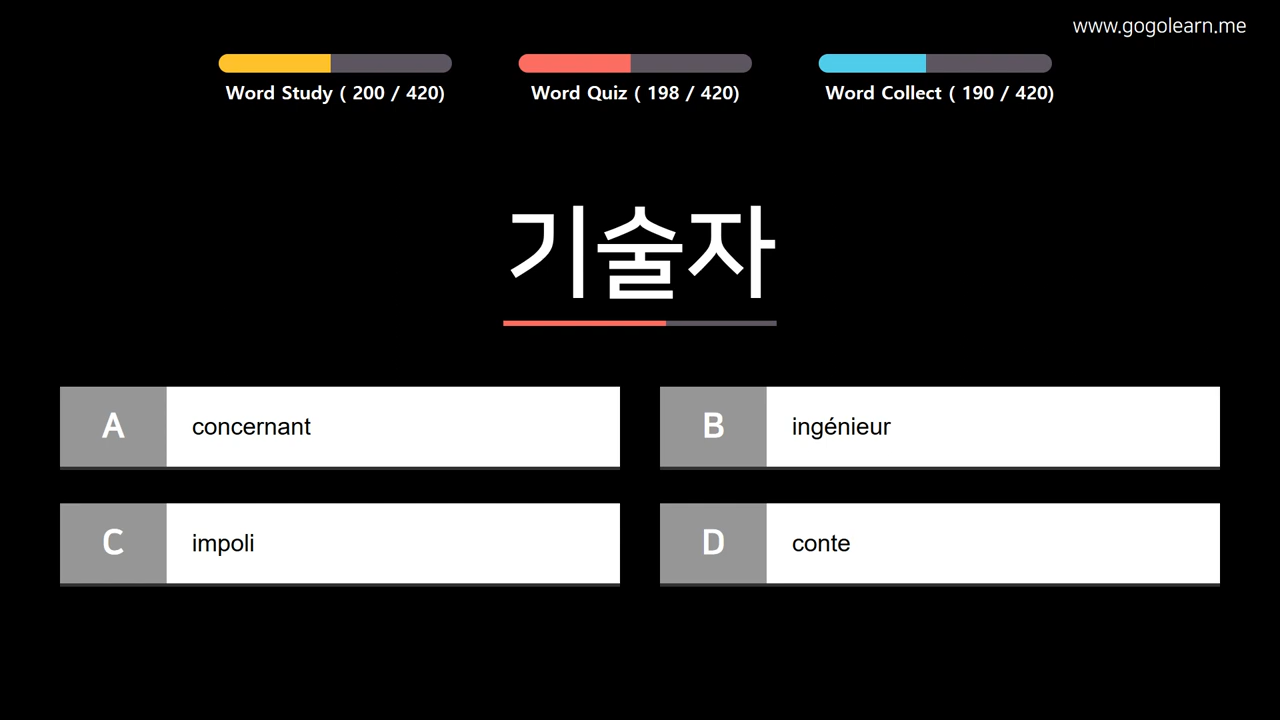 www.gogolearn.me
Word Study ( 200 / 420)
Word Quiz ( 198 / 420)
Word Collect ( 190 / 420)
기술자
A concernant
B ingénieur
C impoli
D conte